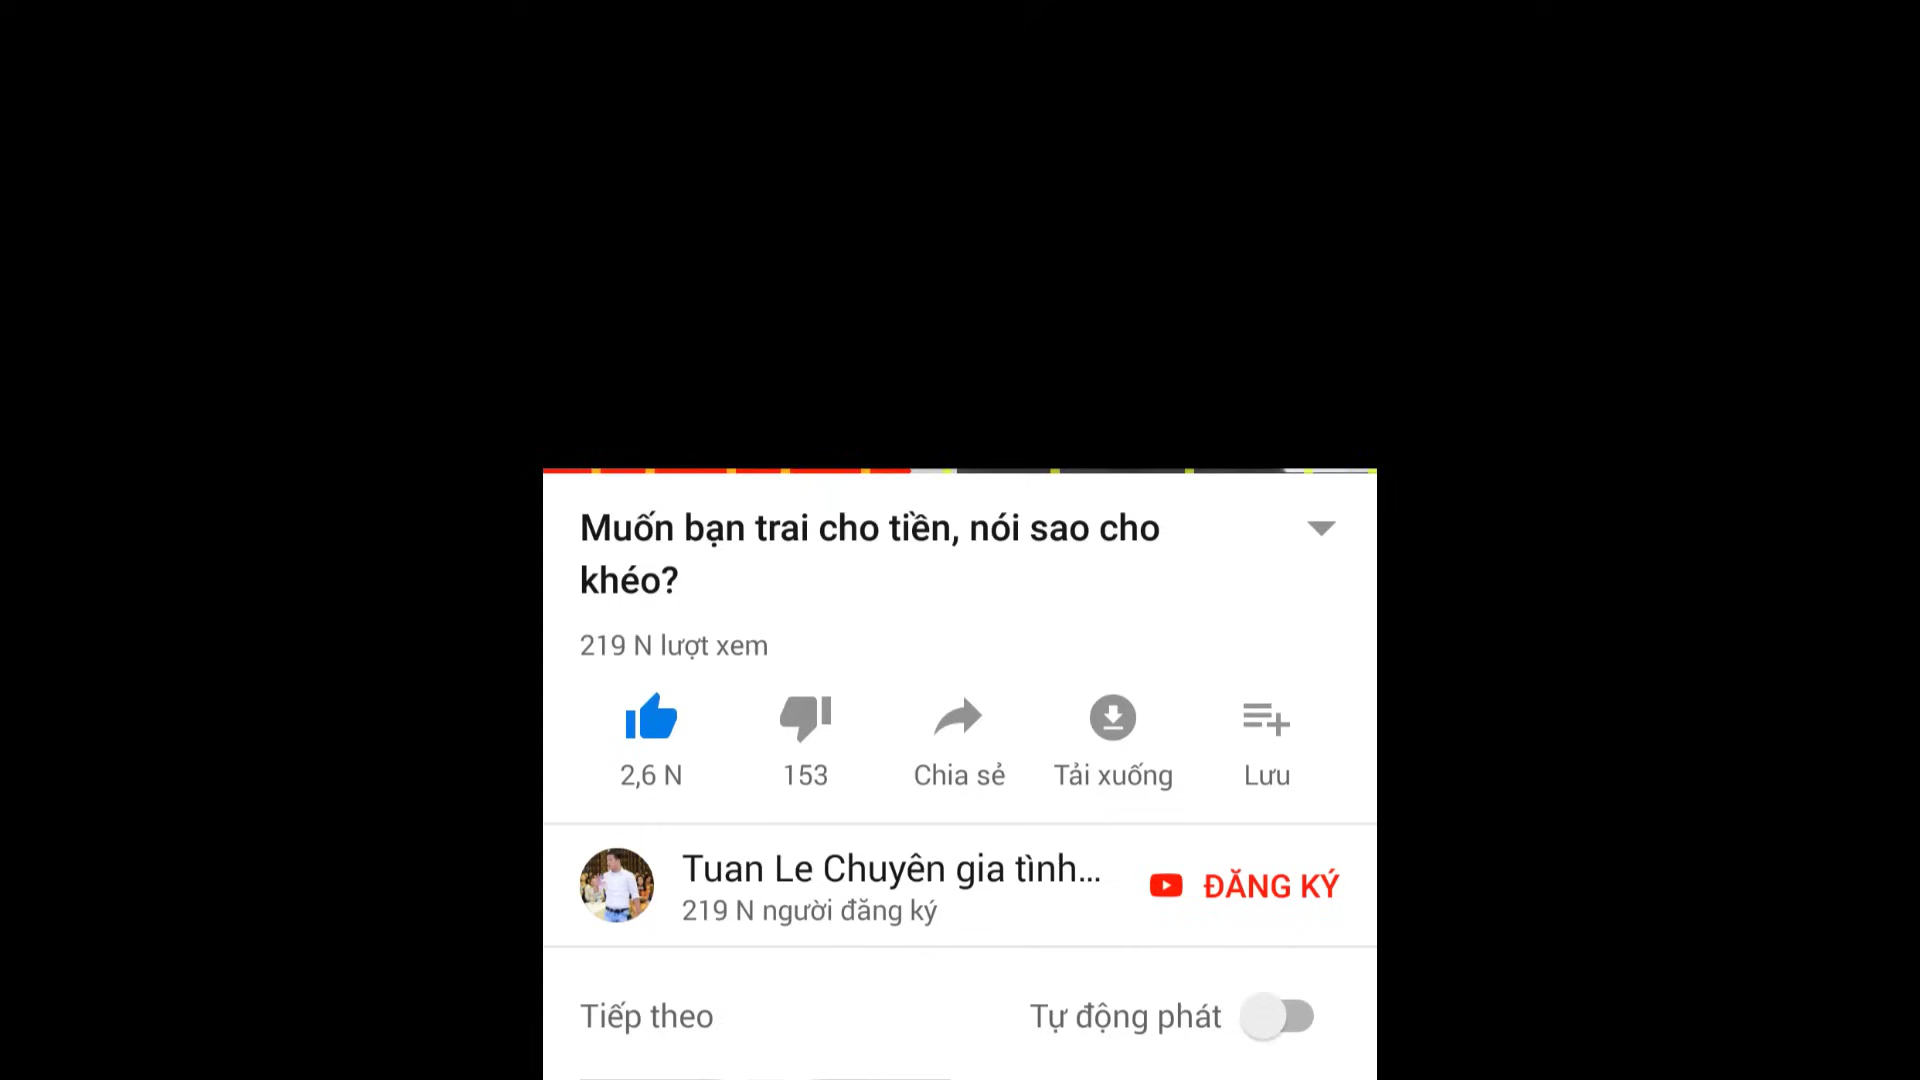 Muốn bạn trai cho tiền, nói sao cho
khéo?
219 N lượt xem
2,6 N
153
Chia sẻ
Tải xuống
Lưu
Tuan Le Chuyên gia tình...
219 N người đăng ký
ĐĂNG KÝ
Tiếp theo
Tự động phát